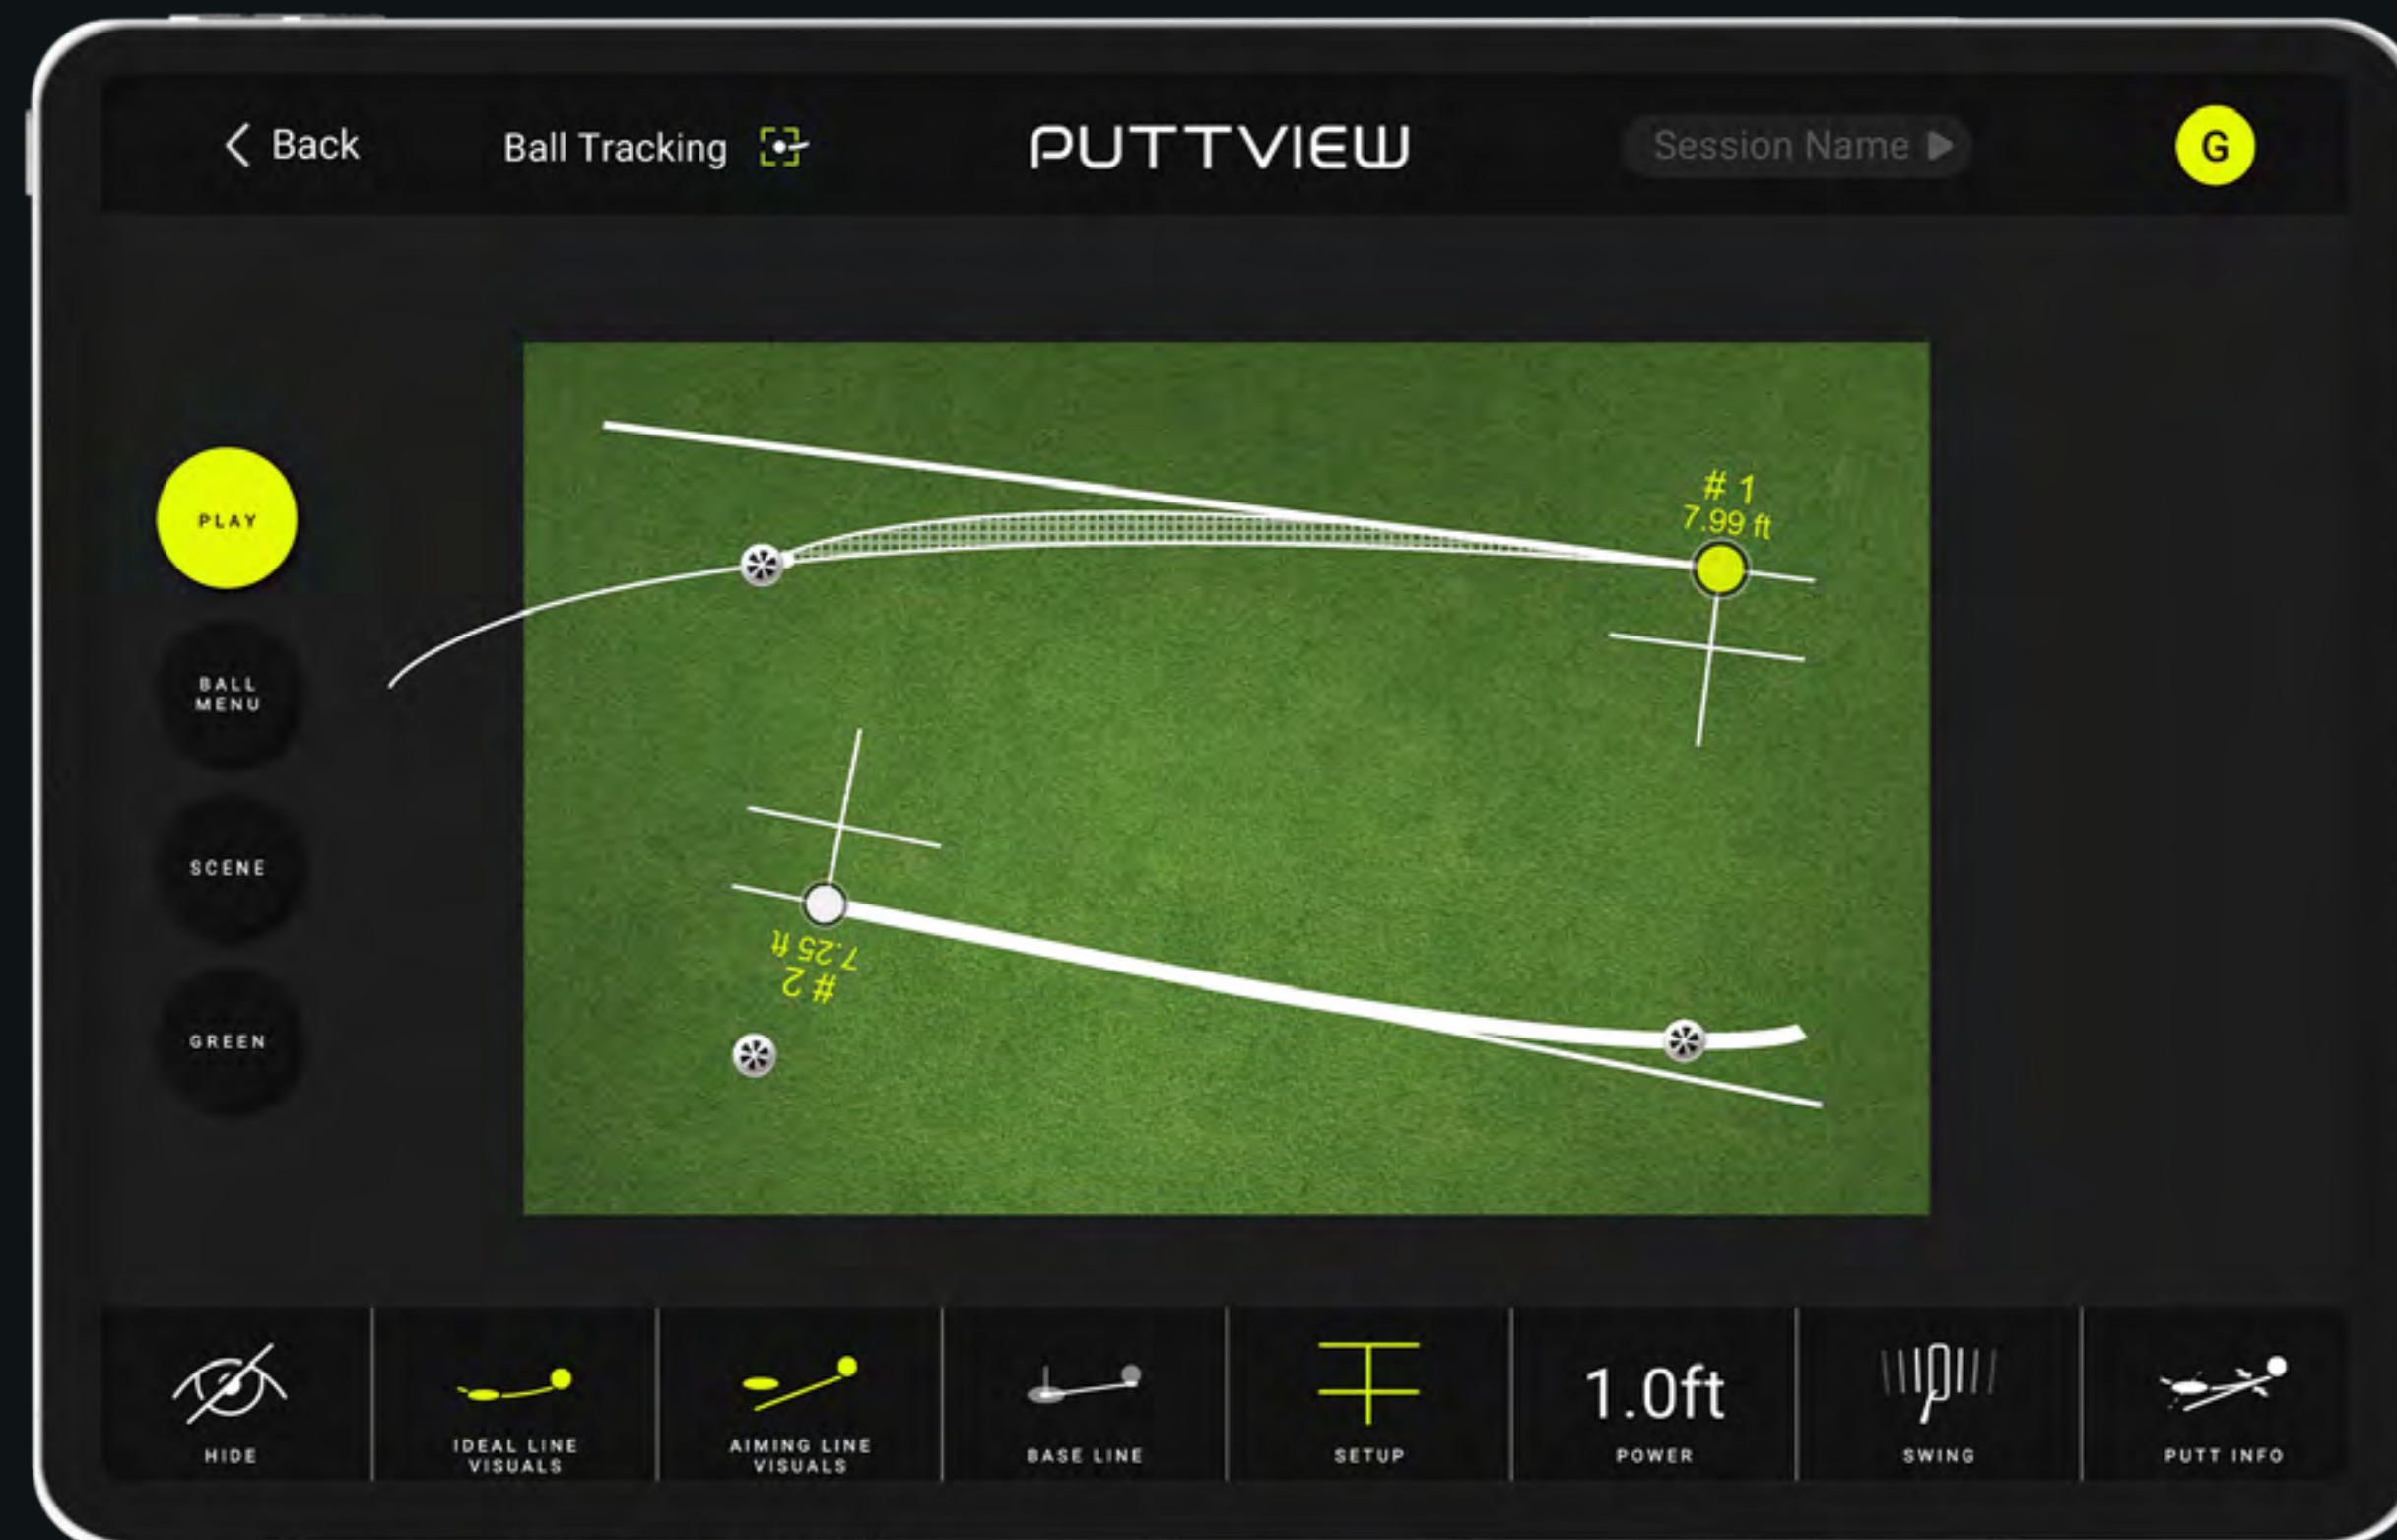 Back
Ball Tracking
PUTTVIEW
Session Name
G
PLAY
BALL
MENU
SCENE
GREEN
# 1
7.99 ft
# 2
7.25 ft
HIDE
IDEAL LINE
VISUALS
AIMING LINE
VISUALS
BASE LINE
SETUP
1.0ft
POWER
SWING
PUTT INFO